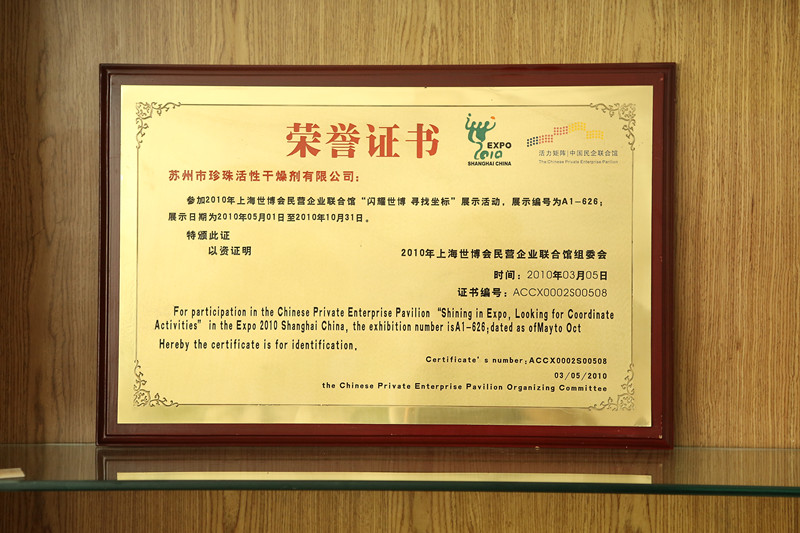 荣誉证书
EXPO
2010
SHANGHAI CHINA
活力矩阵|中国民企联合馆
The Chinese Private Enterprise Pavilion
苏州市珍珠活性干燥剂有限公司:
参加2010年上海世博会民营企业联合馆“闪耀世博 寻找坐标”展示活动，展示编号为A1-626；
展示日期为2010年05月01日至2010年10月31日。
特颁此证
以资证明
2010年上海世博会民营企业联合馆组委会
时间：2010年03月05日
证书编号：ACCX0002S00508
For participation in the Chinese Private Enterprise Pavilion “Shining in Expo, Looking for Coordinate
Activities” in the Expo 2010 Shanghai China, the exhibition number isA1-626;dated as ofMayto Oct
Hereby the certificate is for identification.
Certificate's number:ACCX0002S00508
03/05/2010
the Chinese Private Enterprise Pavilion Organizing Committee